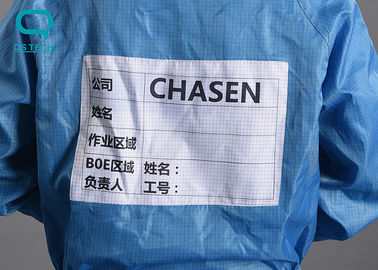 QSTECH
公司 CHASEN
姓名
作业区域
BOE区域 姓名：
负责人 工号：